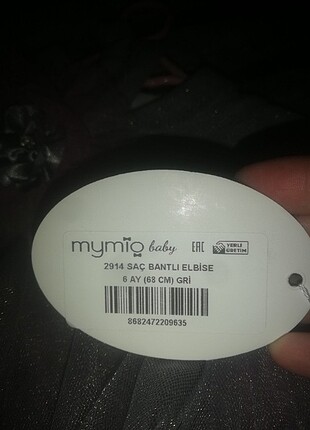 mymio baby EAC YERLİ ÜRETİM
2914 SAÇ BANTLI ELBİSE
6 AY (68 CM) GRİ
8682472209635